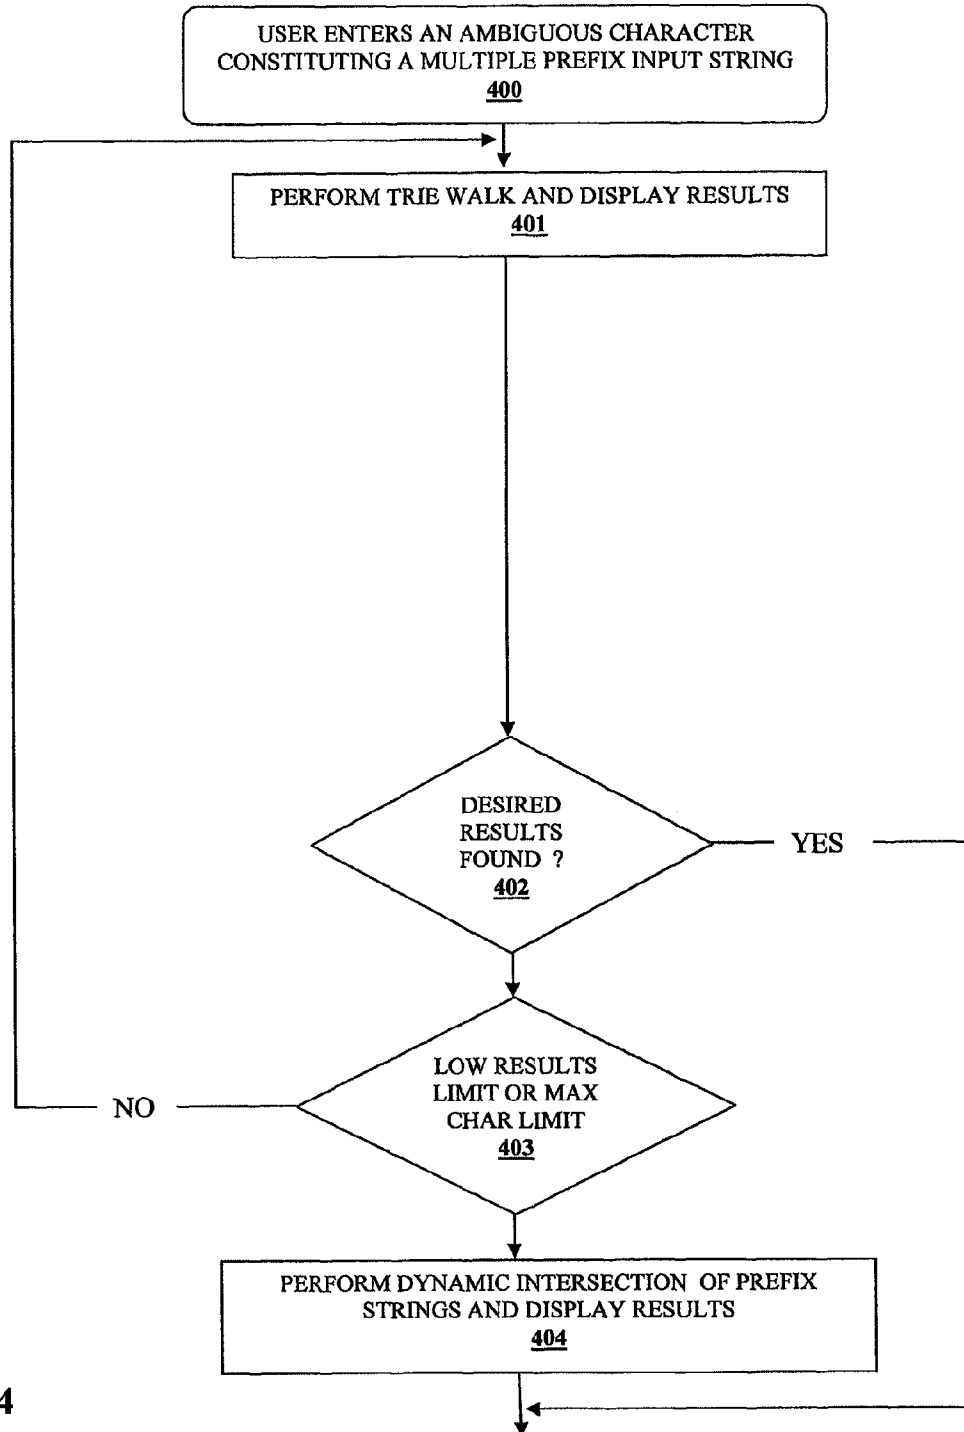 USER ENTERS AN AMBIGUOUS CHARACTER
CONSTITUTING A MULTIPLE PREFIX INPUT STRING
400
PERFORM TRIE WALK AND DISPLAY RESULTS
401
DESIRED
RESULTS
FOUND ?
402
YES
LOW RESULTS
LIMIT OR MAX
CHAR LIMIT
403
NO
PERFORM DYNAMIC INTERSECTION OF PREFIX
STRINGS AND DISPLAY RESULTS
404
4